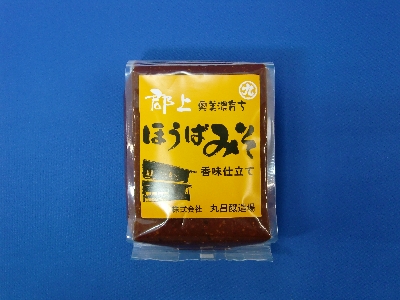 九
郡上 奥美濃育ち
ほうばみそ
香味仕立て
株式会社 丸昌醸造場